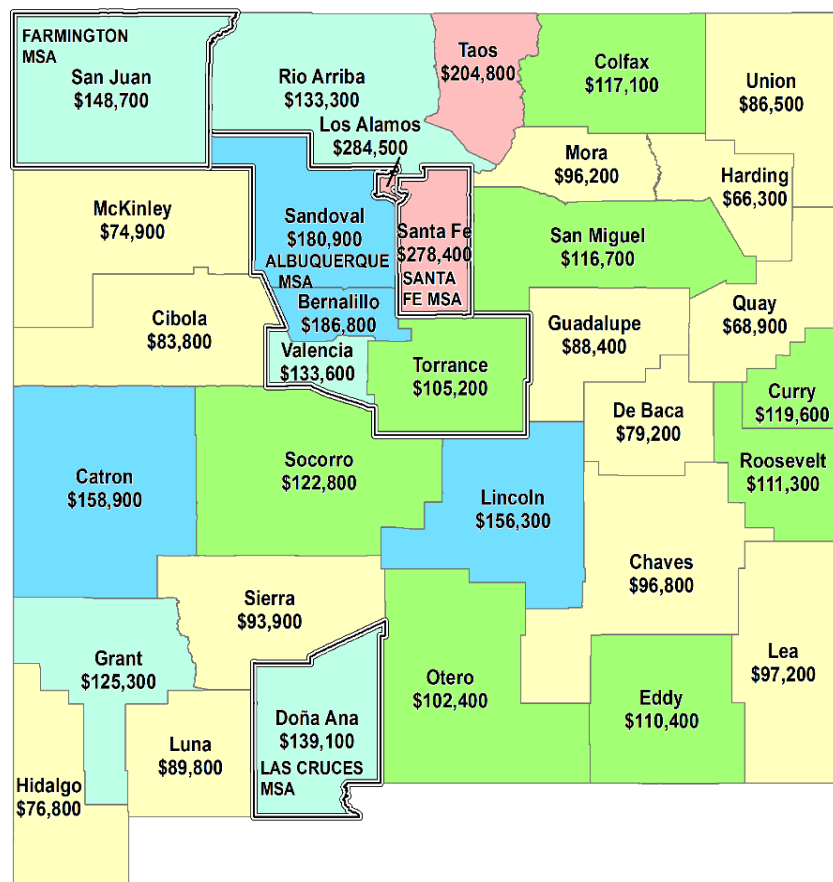 FARMINGTON
MSA
San Juan
$148,700
Rio Arriba
$133,300
Taos
$204,800
Colfax
$117,100
Union
$86,500
Los Alamos
$284,500
Mora
$96,200
Harding
$66,300
McKinley
$74,900
Sandoval
$180,900
ALBUQUERQUE
MSA
Santa Fe
$278,400
SANTA
FE MSA
San Miguel
$116,700
Cibola
$83,800
Bernalillo
$186,800
Valencia
$133,600
Torrance
$105,200
Guadalupe
$88,400
Quay
$68,900
De Baca
$79,200
Curry
$119,600
Roosevelt
$111,300
Catron
$158,900
Socorro
$122,800
Lincoln
$156,300
Chaves
$96,800
Sierra
$93,900
Grant
$125,300
Otero
$102,400
Eddy
$110,400
Lea
$97,200
Doña Ana
$139,100
LAS CRUCES
MSA
Luna
$89,800
Hidalgo
$76,800